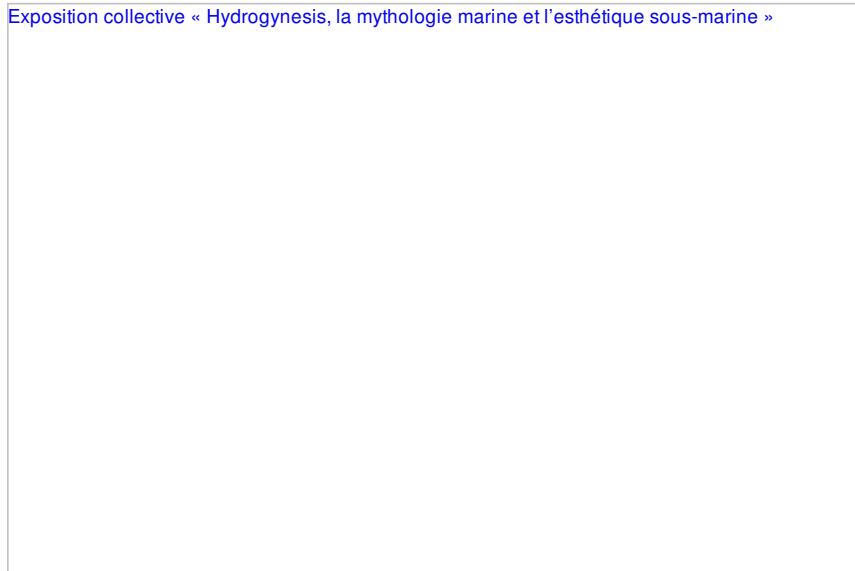 Exposition collective « Hydrogynesis, la mythologie marine et l’esthétique sous-marine »